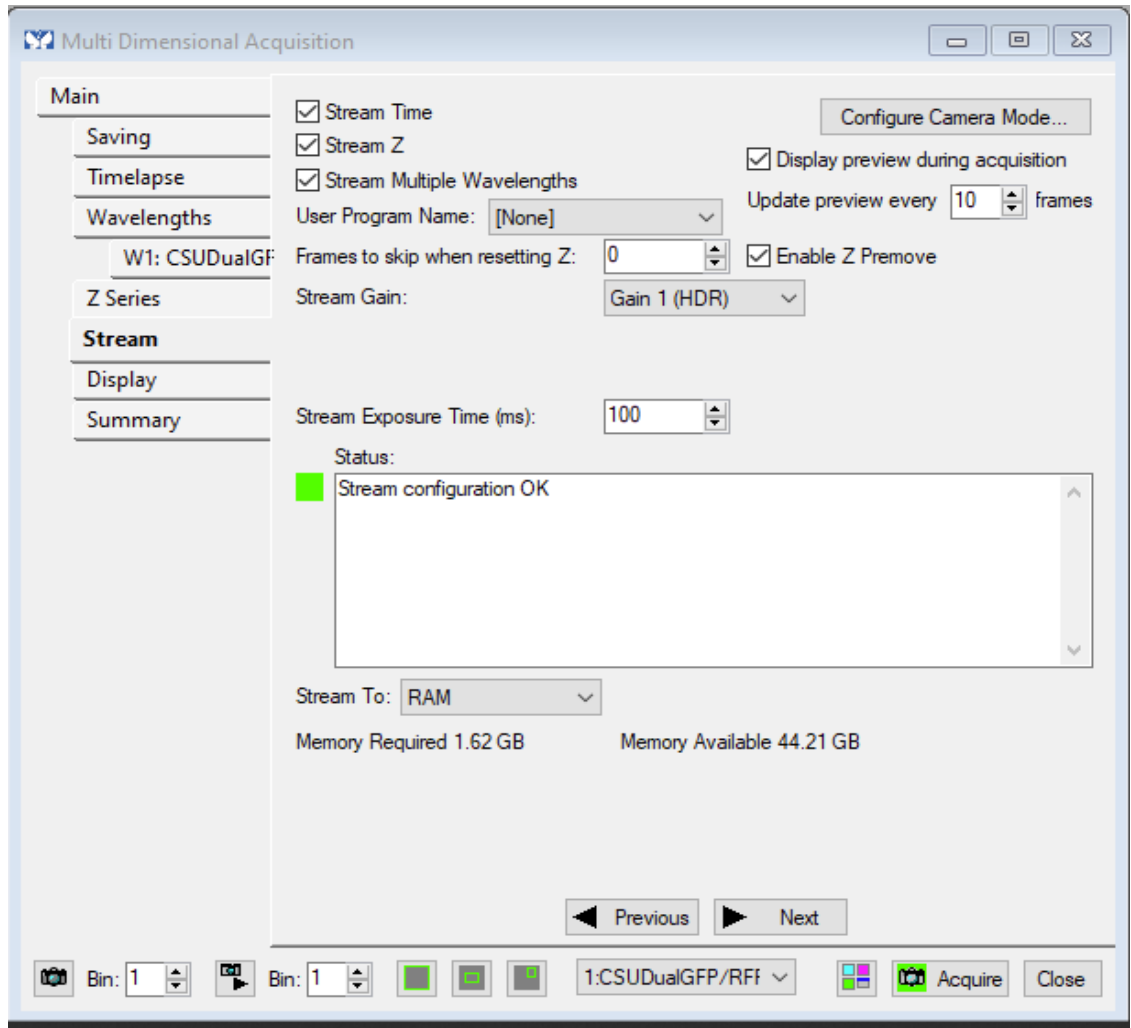 Multi Dimensional Acquisition
Main
Saving
Timelapse
Wavelengths
W1: CSUDualGF
Z Series
Stream
Display
Summary
Stream Time
Configure Camera Mode...
Stream Z
Display preview during acquisition
Stream Multiple Wavelengths
Update preview every 10 frames
User Program Name: [None]
Frames to skip when resetting Z: 0 Enable Z Premove
Stream Gain: Gain 1 (HDR)
Stream Exposure Time (ms): 100
Status:
Stream configuration OK
Stream To: RAM
Memory Required 1.62 GB Memory Available 44.21 GB
Previous Next
Bin: 1 Bin: 1 1:CSUDualGFP/RFF Acquire Close